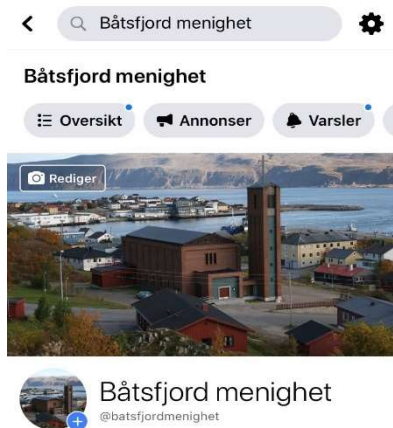 Båtsfjord menighet
Båtsfjord menighet
Oversikt
Annonser
Varsler
Rediger
Båtsfjord menighet
@batsfjordmenighet